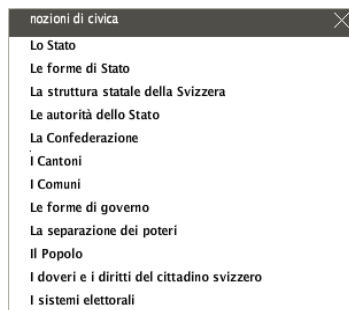 nozioni di civica
Lo Stato
Le forme di Stato
La struttura statale della Svizzera
Le autorità dello Stato
La Confederazione
I Cantoni
I Comuni
Le forme di governo
La separazione dei poteri
Il Popolo
I doveri e i diritti del cittadino svizzero
I sistemi elettorali